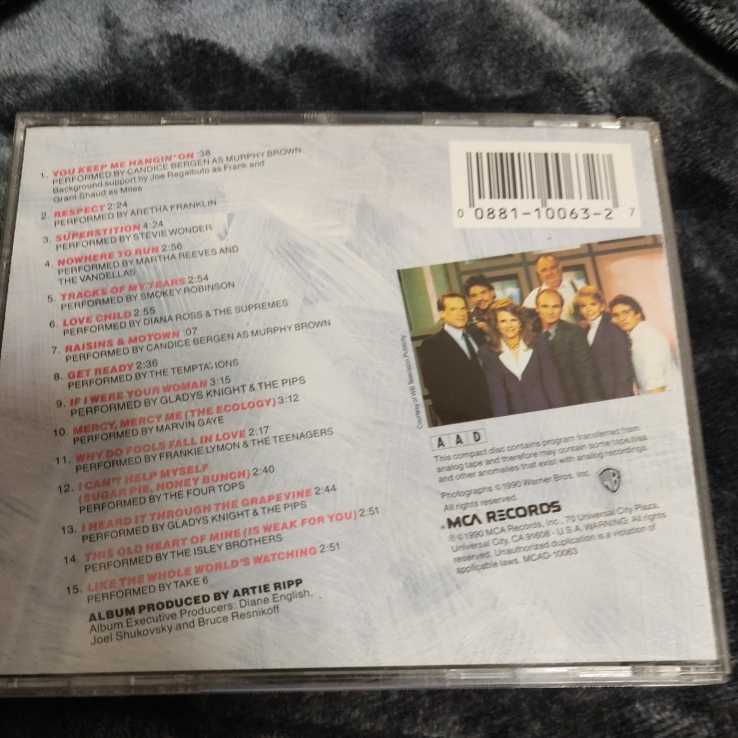 1. YOU KEEP ME HANGIN' ON :38
PERFORMED BY CANDICE BERGEN AS MURPHY BROWN
Background support by Joe Regalbuto as Frank and
Grant Shaud as Miles
2. RESPECT 2:24
PERFORMED BY ARETHA FRANKLIN
3. SUPERSTITION 4:24
PERFORMED BY STEVIE WONDER
4. NOWHERE TO RUN 2:56
PERFORMED BY MARTHA REEVES AND
THE VANDELLAS
5. TRACKS OF MY TEARS 2:54
PERFORMED BY SMOKEY ROBINSON
6. LOVE CHILD 2:55
PERFORMED BY DIANA ROSS & THE SUPREMES
7. RAISINS & MOTOWN :07
PERFORMED BY CANDICE BERGEN AS MURPHY BROWN
8. GET READY 2:36
PERFORMED BY THE TEMPTATIONS
9. IF I WERE YOUR WOMAN 3:15
PERFORMED BY GLADYS KNIGHT & THE PIPS
10. MERCY, MERCY ME (THE ECOLOGY) 3:12
PERFORMED BY MARVIN GAYE
11. WHY DO FOOLS FALL IN LOVE 2:17
PERFORMED BY FRANKIE LYMON & THE TEENAGERS
12. I CAN'T HELP MYSELF
(SUGAR PIE, HONEY BUNCH) 2:40
PERFORMED BY THE FOUR TOPS
13. I HEARD IT THROUGH THE GRAPEVINE 2:44
PERFORMED BY GLADYS KNIGHT & THE PIPS
14. THIS OLD HEART OF MINE (IS WEAK FOR YOU) 2:51
PERFORMED BY THE ISLEY BROTHERS
15. LIKE THE WHOLE WORLD'S WATCHING 2:51
PERFORMED BY TAKE 6
ALBUM PRODUCED BY ARTIE RIPP
Album Executive Producers: Diane English,
Joel Shukovsky and Bruce Resnikoff
0 0881-10063-2 7
Courtesy of WB Television Publicity
A A D
This compact disc contains program transferred from
analog tape and therefore may contain some tape hiss
and other anomalies that exist with analog recordings.
Photographs © 1990 Warner Bros. Inc.
All rights reserved.
WB
MCA RECORDS
℗©1990 MCA Records, Inc., 70 Universal City Plaza,
Universal City, CA 91608 - U.S.A. WARNING: All rights
reserved. Unauthorized duplication is a violation of
applicable laws. MCAD-10063